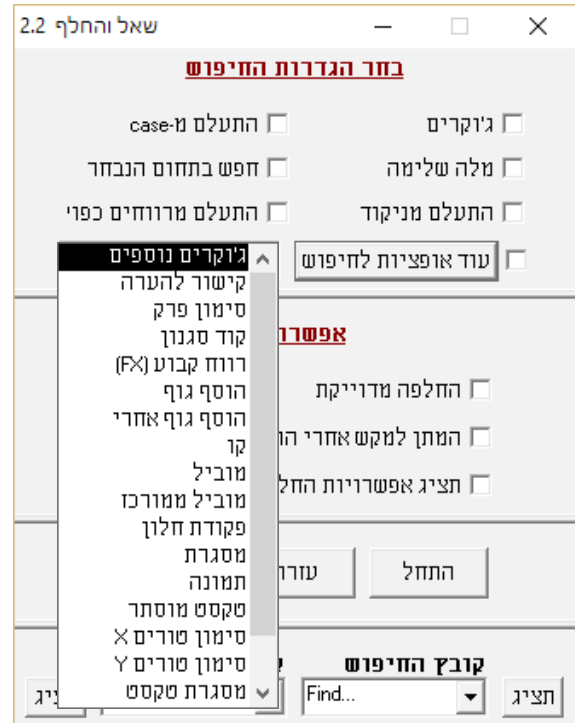 שאל והחלף 2.2
בחר הגדרות החיפוש
ג'וקרים
התעלם מ-case
מלה שלימה
חפש בתחום הנבחר
התעלם מניקוד
התעלם מרווחים כפוי
עוד אופציות לחיפוש
ג'וקרים נוספים
קישור להערה
סימון פרק
קוד סגנון
רווח קבוע (FX)
הוסף גוף
הוסף גוף אחרי
קו
מוביל
מוביל ממורכז
פקודת חלון
מסגרת
תמונה
טקסט מוסתר
סימון טורים X
סימון טורים Y
מסגרת טקסט
החלפה מדוייקת
המתן למקש אחרי
תציג אפשרויות
התחל
קובץ החיפוש
תציג
Find...